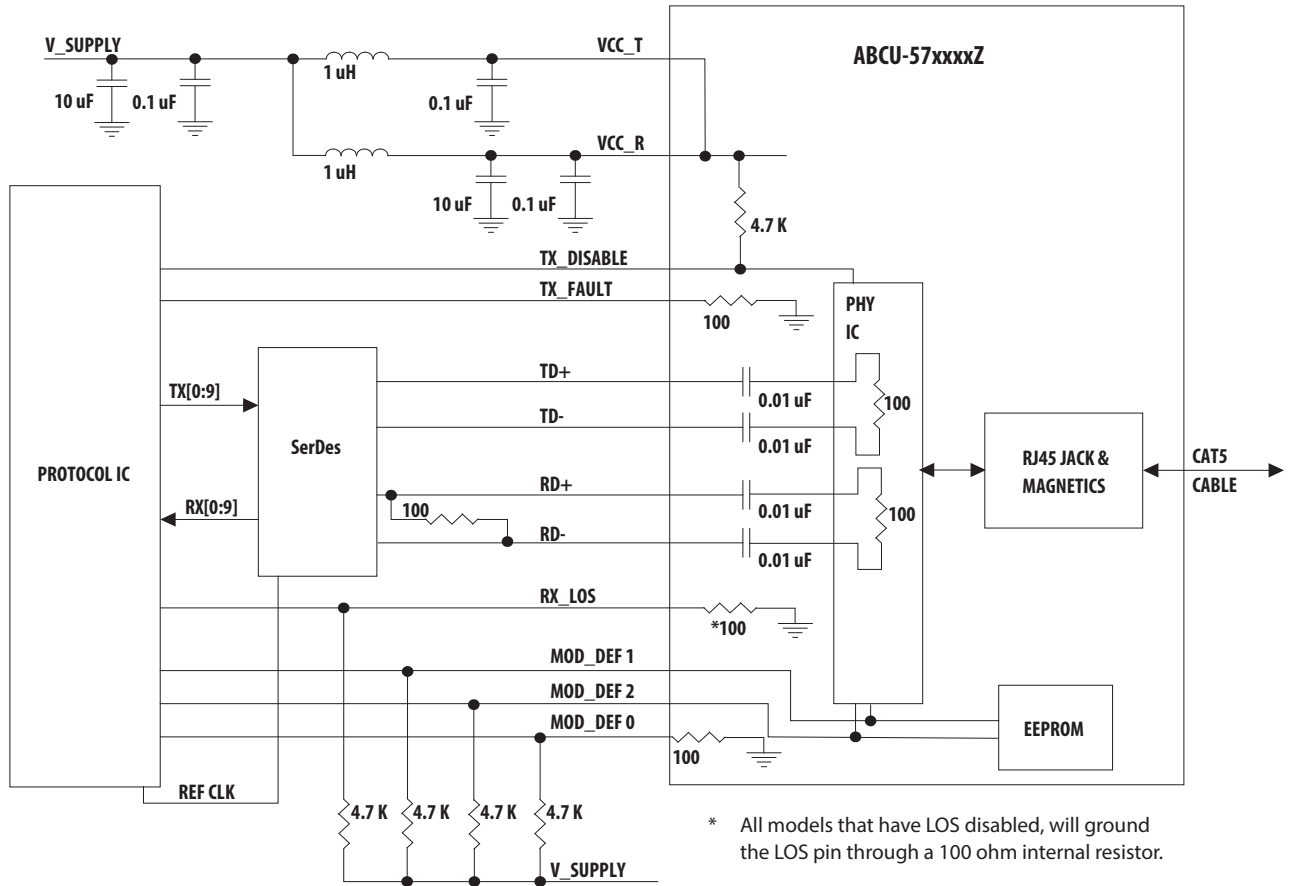 V_SUPPLY
VCC_T
ABCU-57xxxxZ
1 uH
10 uF
0.1 uF
0.1 uF
VCC_R
1 uH
10 uF
0.1 uF
4.7 K
TX_DISABLE
TX_FAULT
100
PHY
IC
TD+
0.01 uF
100
TX[0:9]
TD-
0.01 uF
SerDes
PROTOCOL IC
RJ45 JACK &
MAGNETICS
CAT5
CABLE
RD+
0.01 uF
100
RX[0:9]
100
RD-
0.01 uF
RX_LOS
*100
MOD_DEF 1
MOD_DEF 2
MOD_DEF 0
100
EEPROM
REF CLK
4.7 K
4.7 K
4.7 K
4.7 K
V_SUPPLY
* All models that have LOS disabled, will ground
the LOS pin through a 100 ohm internal resistor.